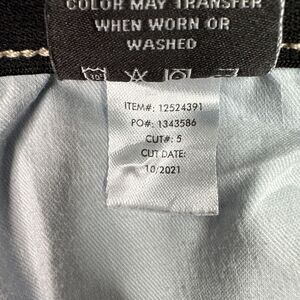 COLOR MAY TRANSFER
WHEN WORN OR
WASHED
ITEM#: 12524391
PO#: 1343586
CUT#: 5
CUT DATE:
10/2021